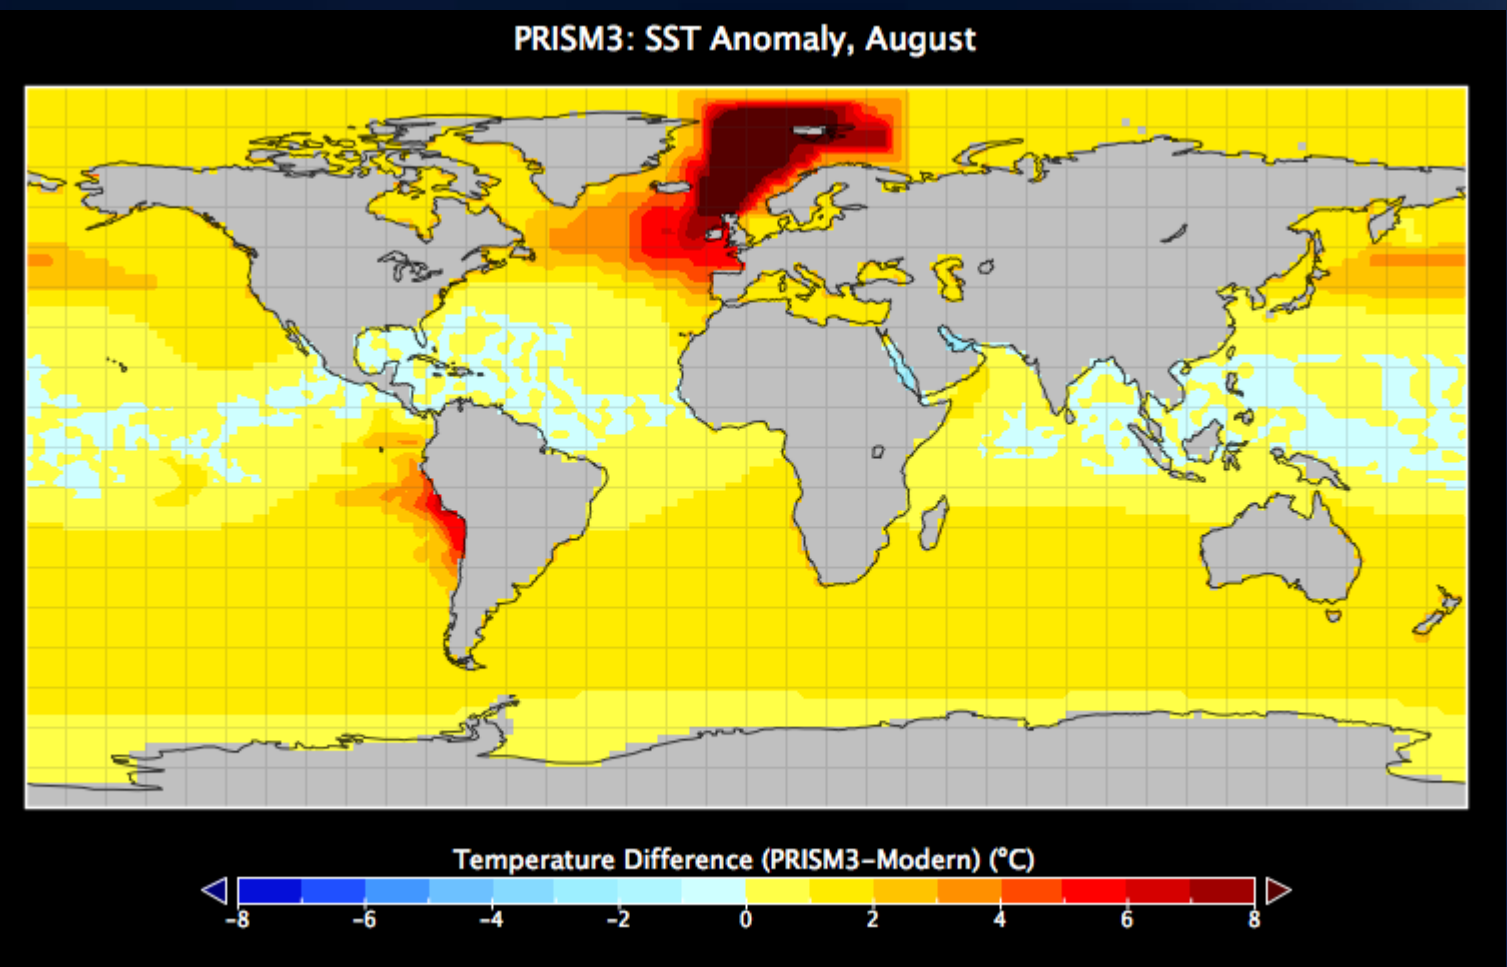 PRISM3: SST Anomaly, August
Temperature Difference (PRISM3-Modern) (°C)
-8 -6 -4 -2 0 2 4 6 8